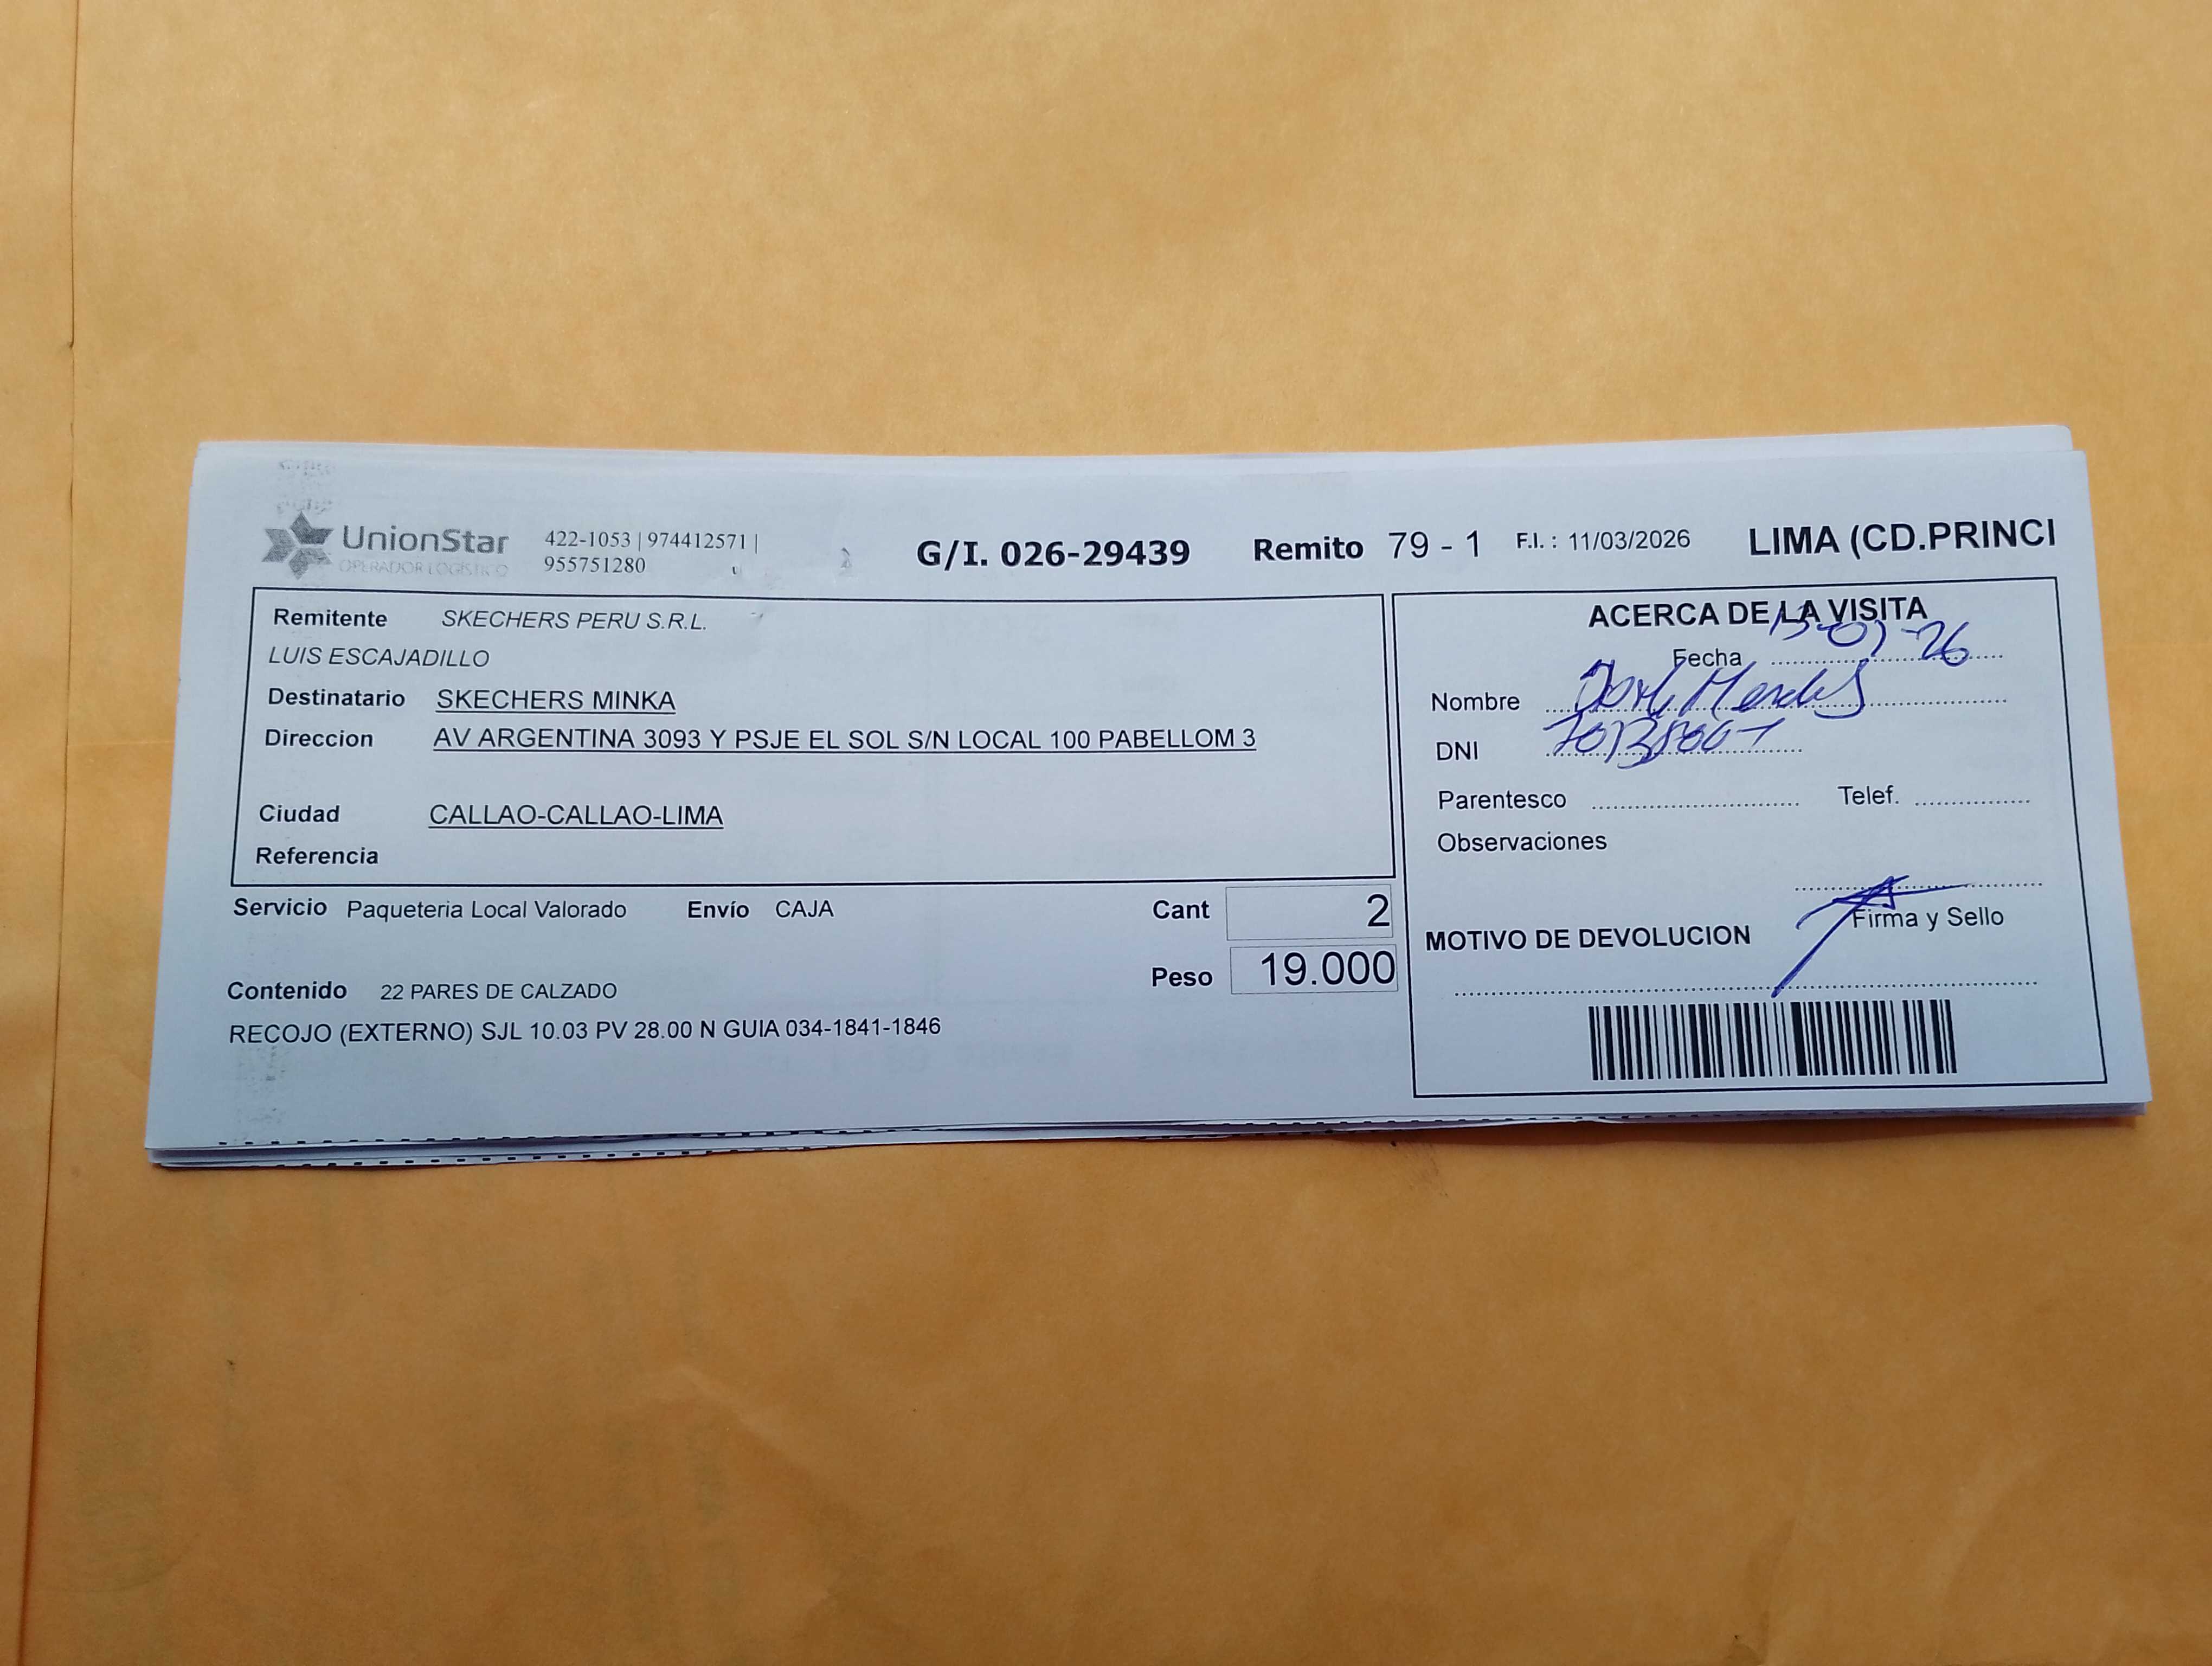 UnionStar
OPERADOR LOGÍSTICO
422-1053 | 974412571 |
955751280
G/I. 026-29439
Remito 79 - 1
F.I. : 11/03/2026
LIMA (CD.PRINCI
Remitente SKECHERS PERU S.R.L.
LUIS ESCAJADILLO
Destinatario SKECHERS MINKA
Direccion AV ARGENTINA 3093 Y PSJE EL SOL S/N LOCAL 100 PABELLOM 3
Ciudad CALLAO-CALLAO-LIMA
Referencia
Servicio Paqueteria Local Valorado Envío CAJA
Cant 2
Peso 19.000
Contenido 22 PARES DE CALZADO
RECOJO (EXTERNO) SJL 10.03 PV 28.00 N GUIA 034-1841-1846
ACERCA DE LA VISITA
Fecha
Nombre
DNI
Parentesco Telef.
Observaciones
Firma y Sello
MOTIVO DE DEVOLUCION